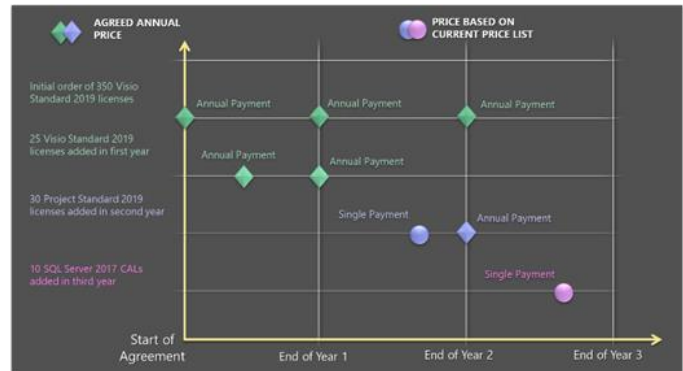 AGREED ANNUAL
PRICE
PRICE BASED ON
CURRENT PRICE LIST
Initial order of 350 Visio
Standard 2019 licenses
Annual Payment
Annual Payment
Annual Payment
25 Visio Standard 2019
licenses added in first year
Annual Payment
Annual Payment
30 Project Standard 2019
licenses added in second year
Single Payment
Annual Payment
10 SQL Server 2017 CALs
added in third year
Single Payment
Start of
Agreement
End of Year 1
End of Year 2
End of Year 3